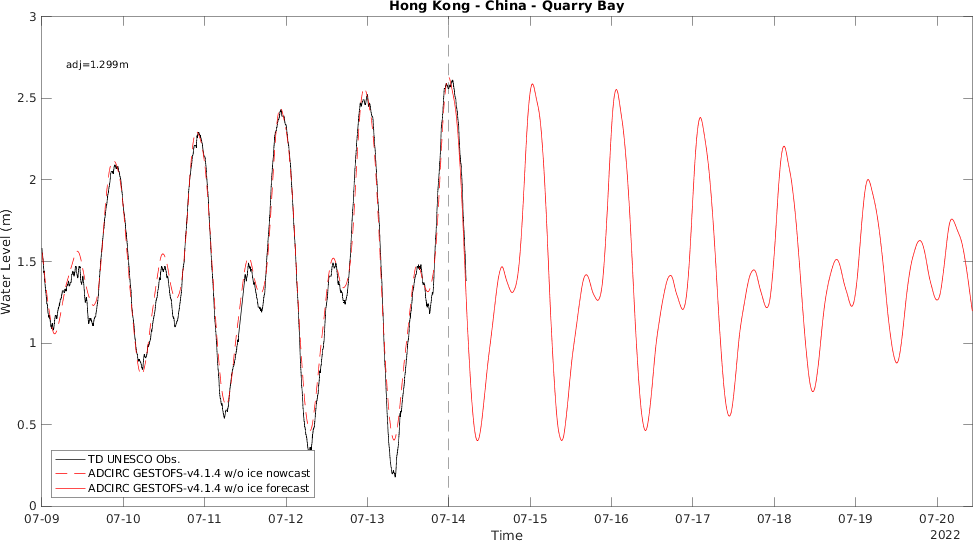 Hong Kong - China - Quarry Bay
3
adj=1.299m
2.5
2
1.5
1
0.5
0
Water Level (m)
TD UNESCO Obs.
ADCIRC GESTOFS-v4.1.4 w/o ice nowcast
ADCIRC GESTOFS-v4.1.4 w/o ice forecast
07-09 07-10 07-11 07-12 07-13 07-14 07-15 07-16 07-17 07-18 07-19 07-20
Time
2022